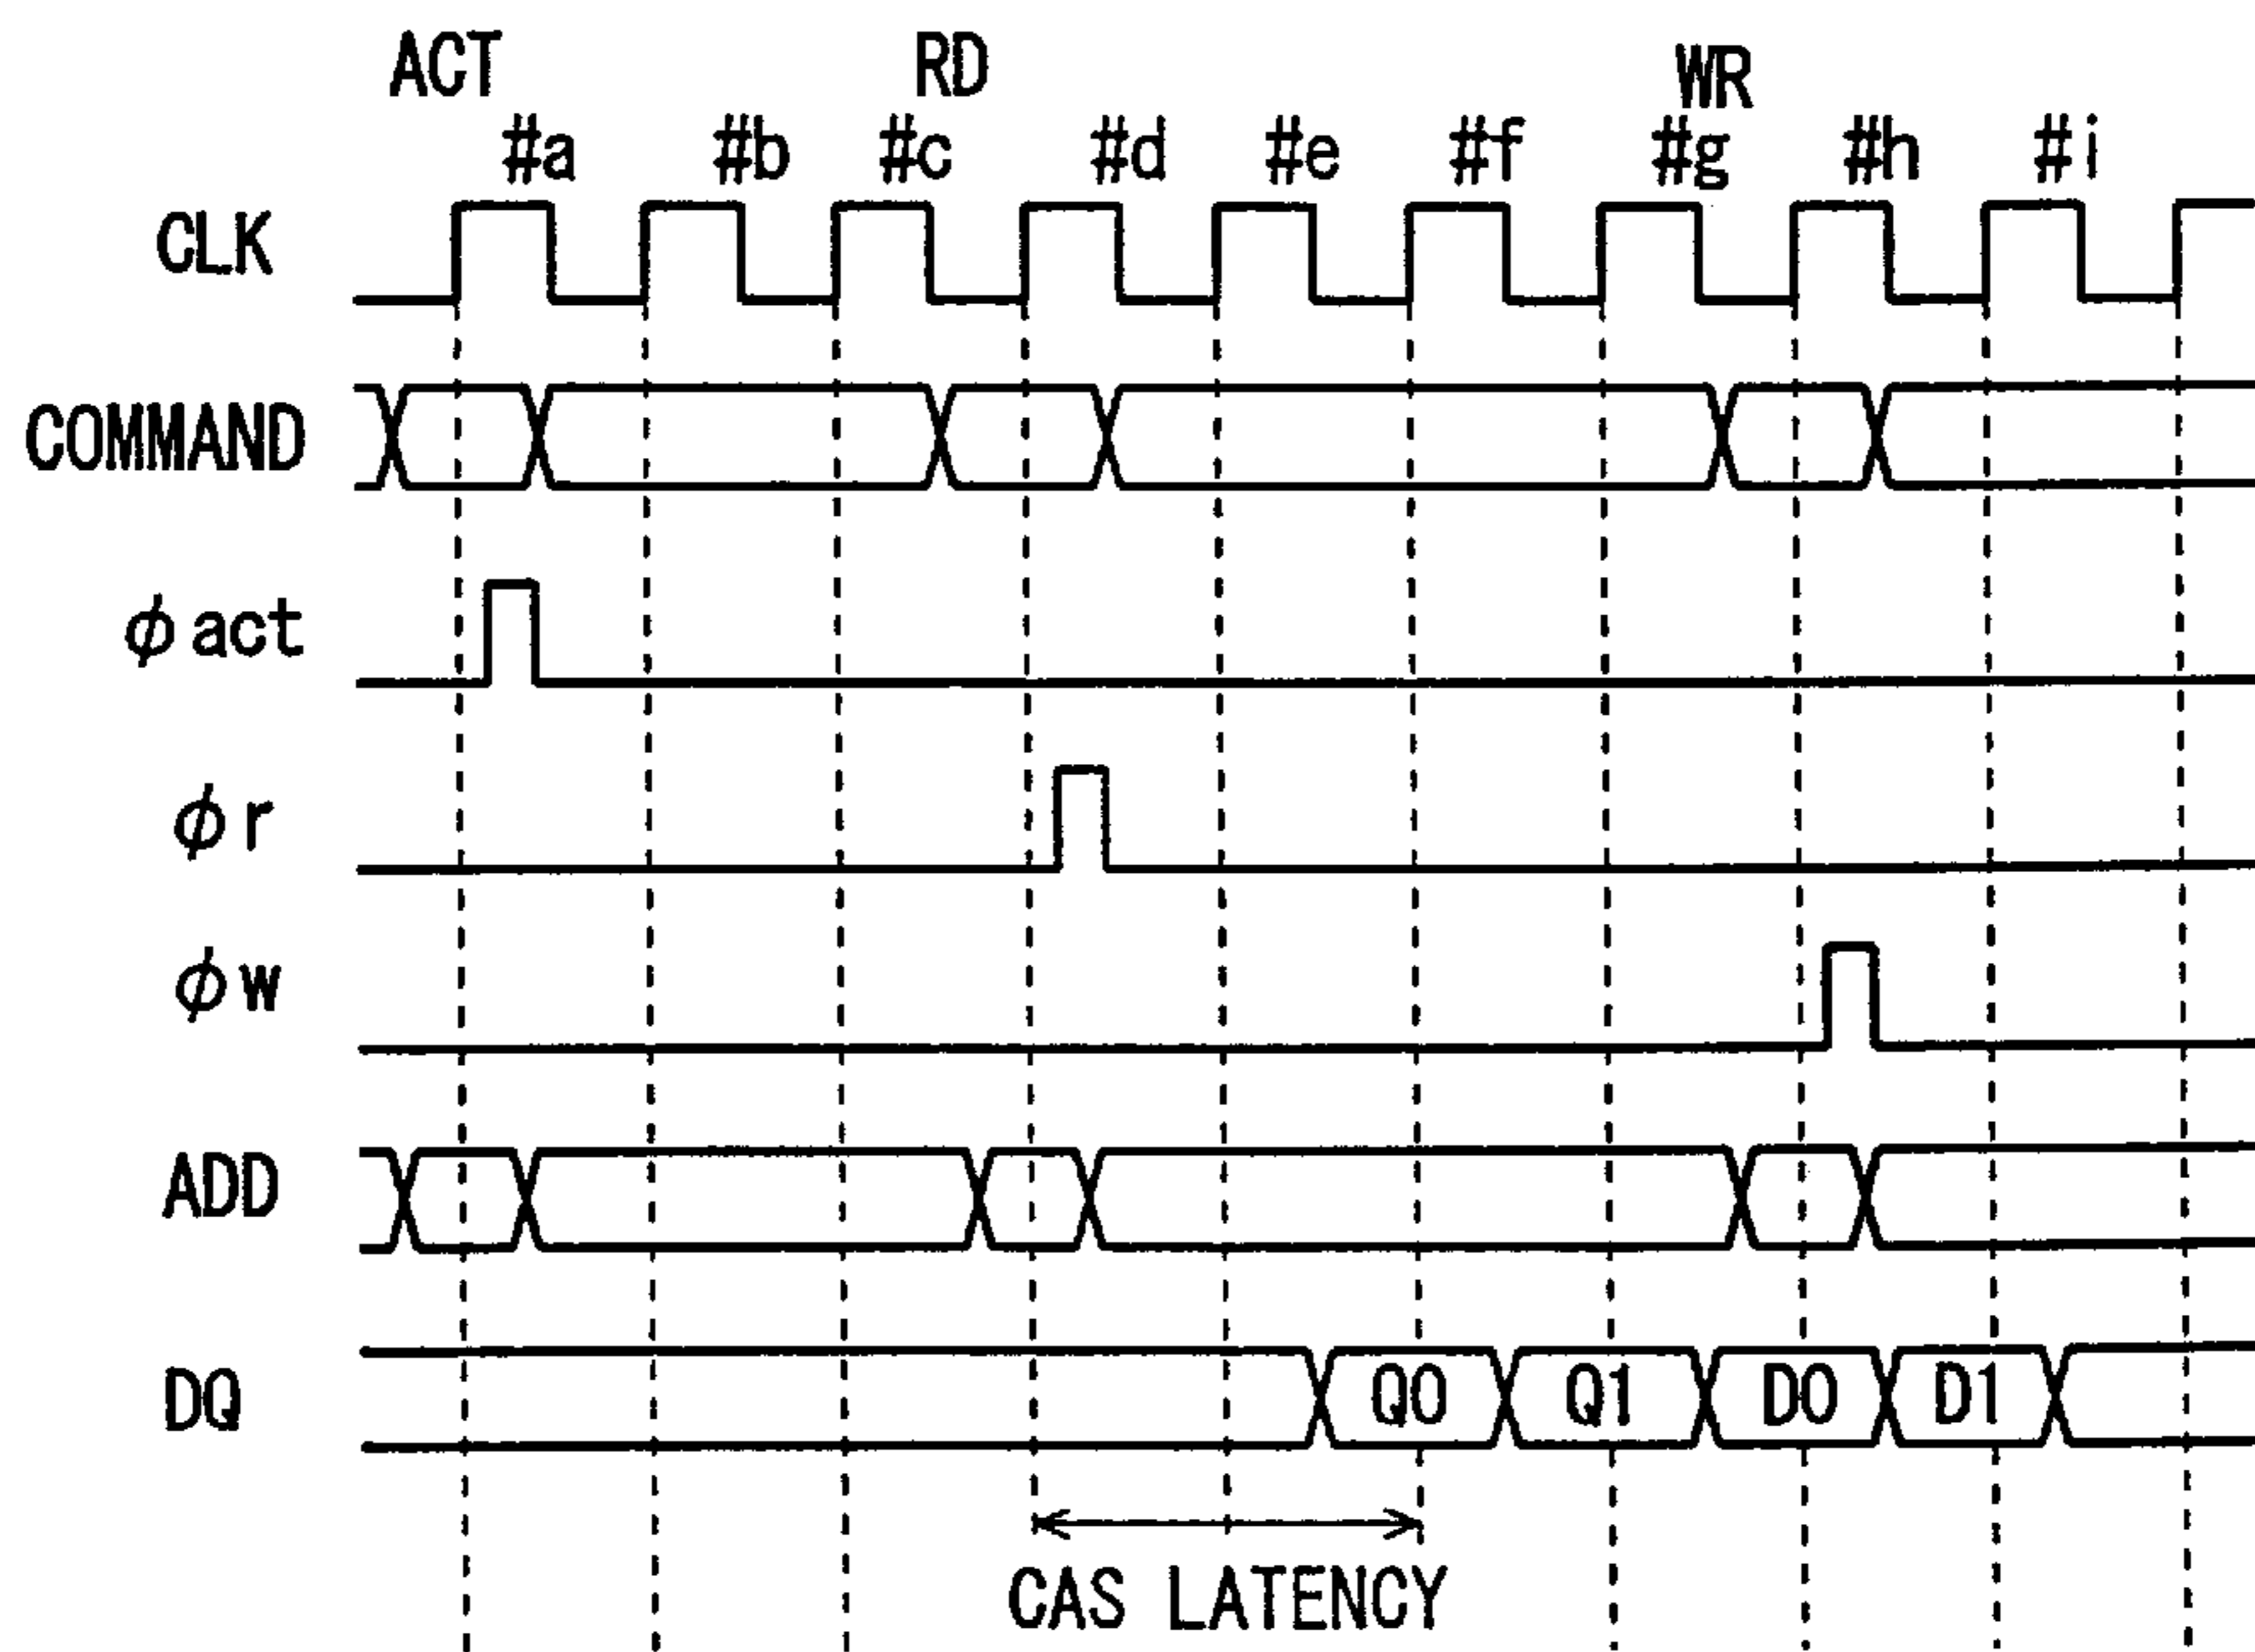 ACT RD WR
#a #b #c #d #e #f #g #h #i
CLK
COMMAND
φact
φr
φw
ADD
DQ Q0 Q1 D0 D1
CAS LATENCY